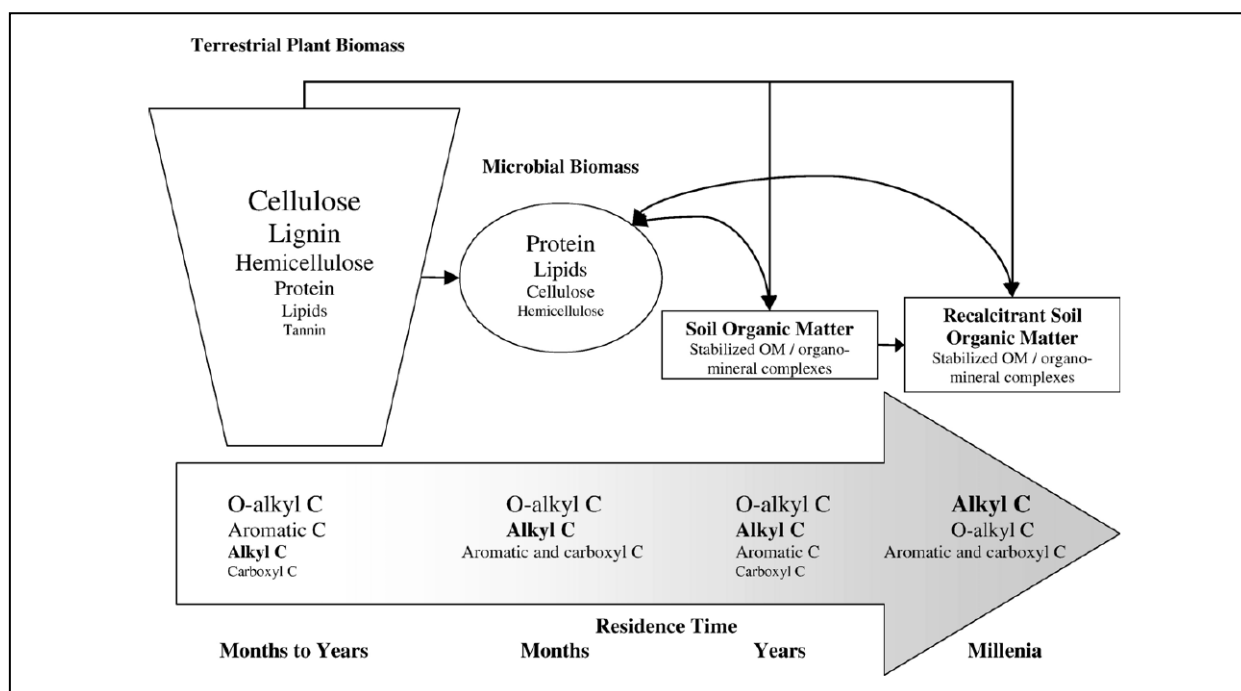 Terrestrial Plant Biomass
Cellulose
Lignin
Hemicellulose
Protein
Lipids
Tannin
Microbial Biomass
Protein
Lipids
Cellulose
Hemicellulose
Soil Organic Matter
Stabilized OM / organo-
mineral complexes
Recalcitrant Soil
Organic Matter
Stabilized OM / organo-
mineral complexes
O-alkyl C
Aromatic C
Alkyl C
Carboxyl C
O-alkyl C
Alkyl C
Aromatic and carboxyl C
O-alkyl C
Alkyl C
Aromatic C
Carboxyl C
Alkyl C
O-alkyl C
Aromatic and carboxyl C
Residence Time
Months to Years
Months
Years
Millenia